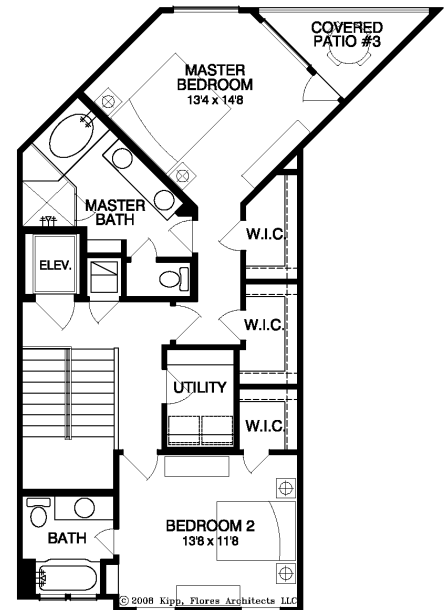 COVERED
PATIO #3
MASTER
BEDROOM
13'4 x 14'8
MASTER
BATH
W.I.C.
ELEV.
W.I.C.
UTILITY
W.I.C.
BEDROOM 2
13'8 x 11'8
BATH
© 2008 Kipp, Flores Architects LLC